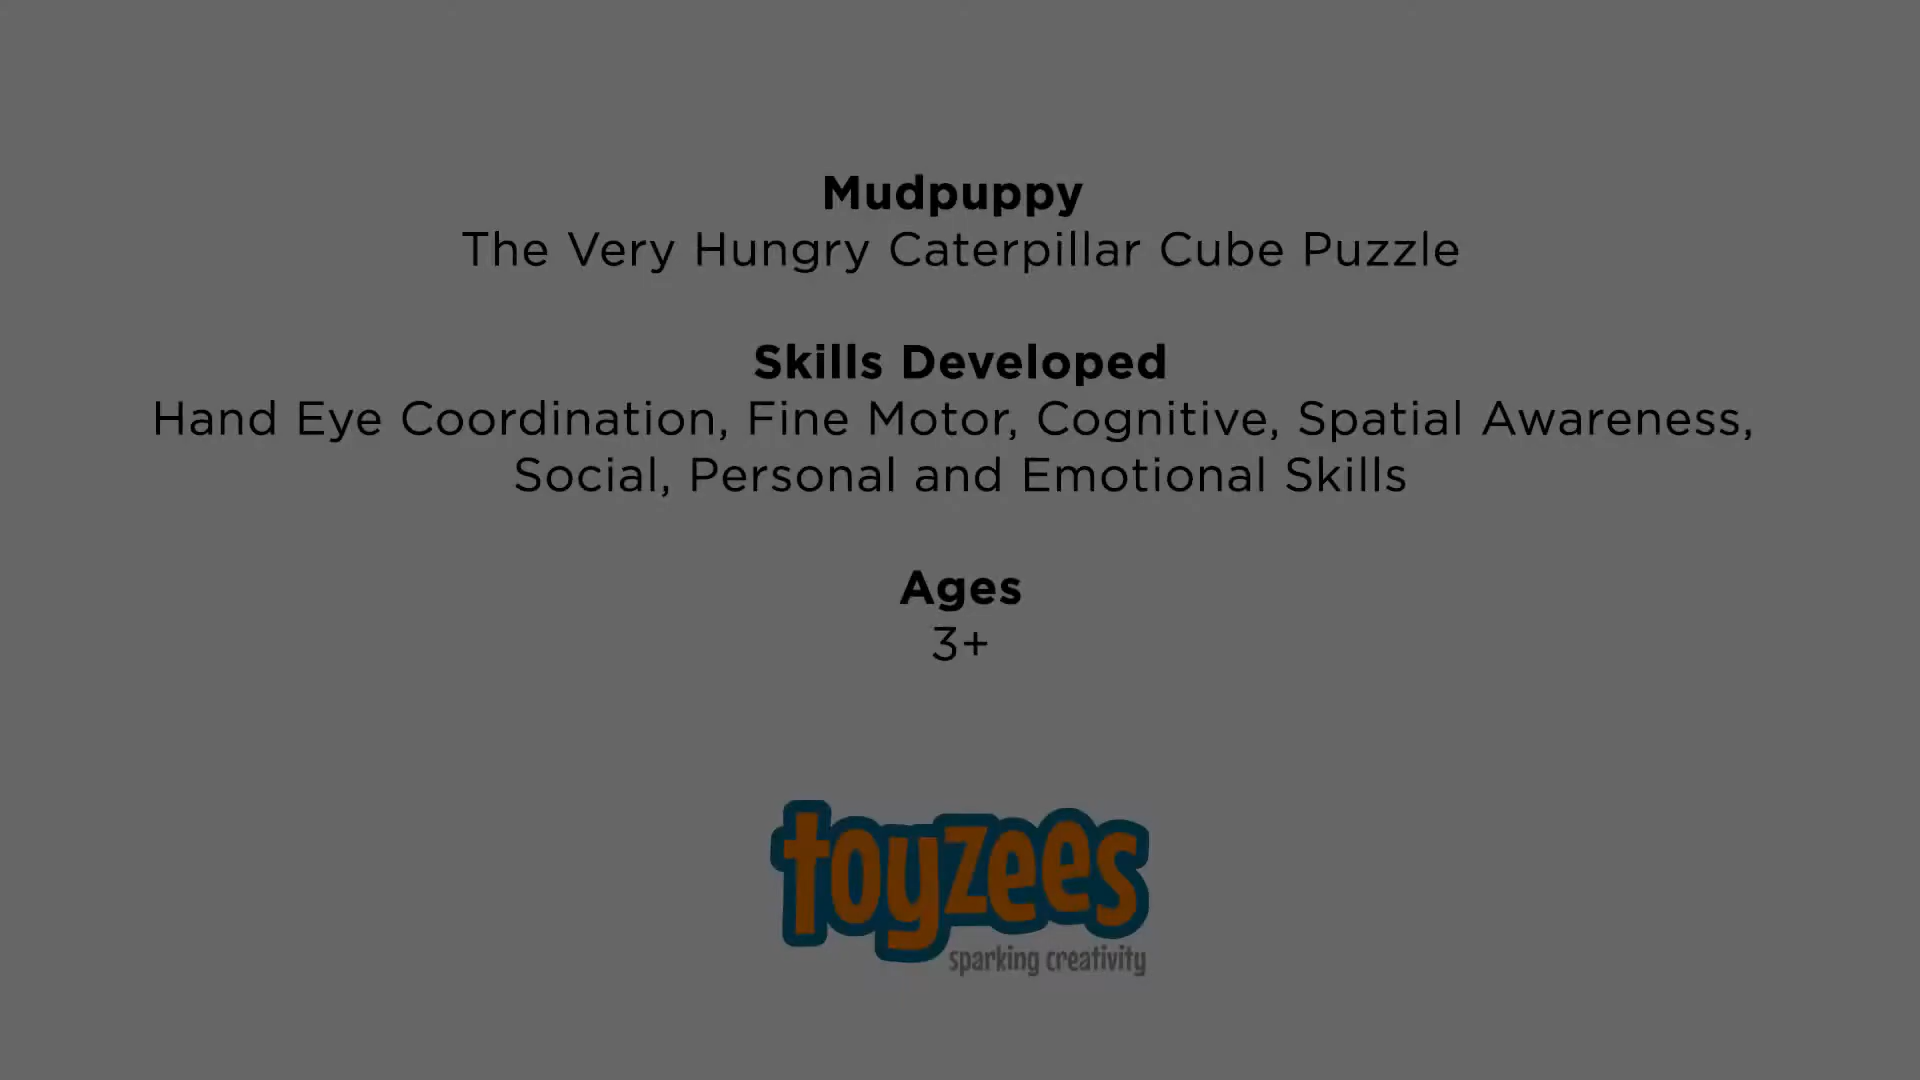 Mudpuppy
The Very Hungry Caterpillar Cube Puzzle
Skills Developed
Hand Eye Coordination, Fine Motor, Cognitive, Spatial Awareness,
Social, Personal and Emotional Skills
Ages
3+
toyzees
sparking creativity